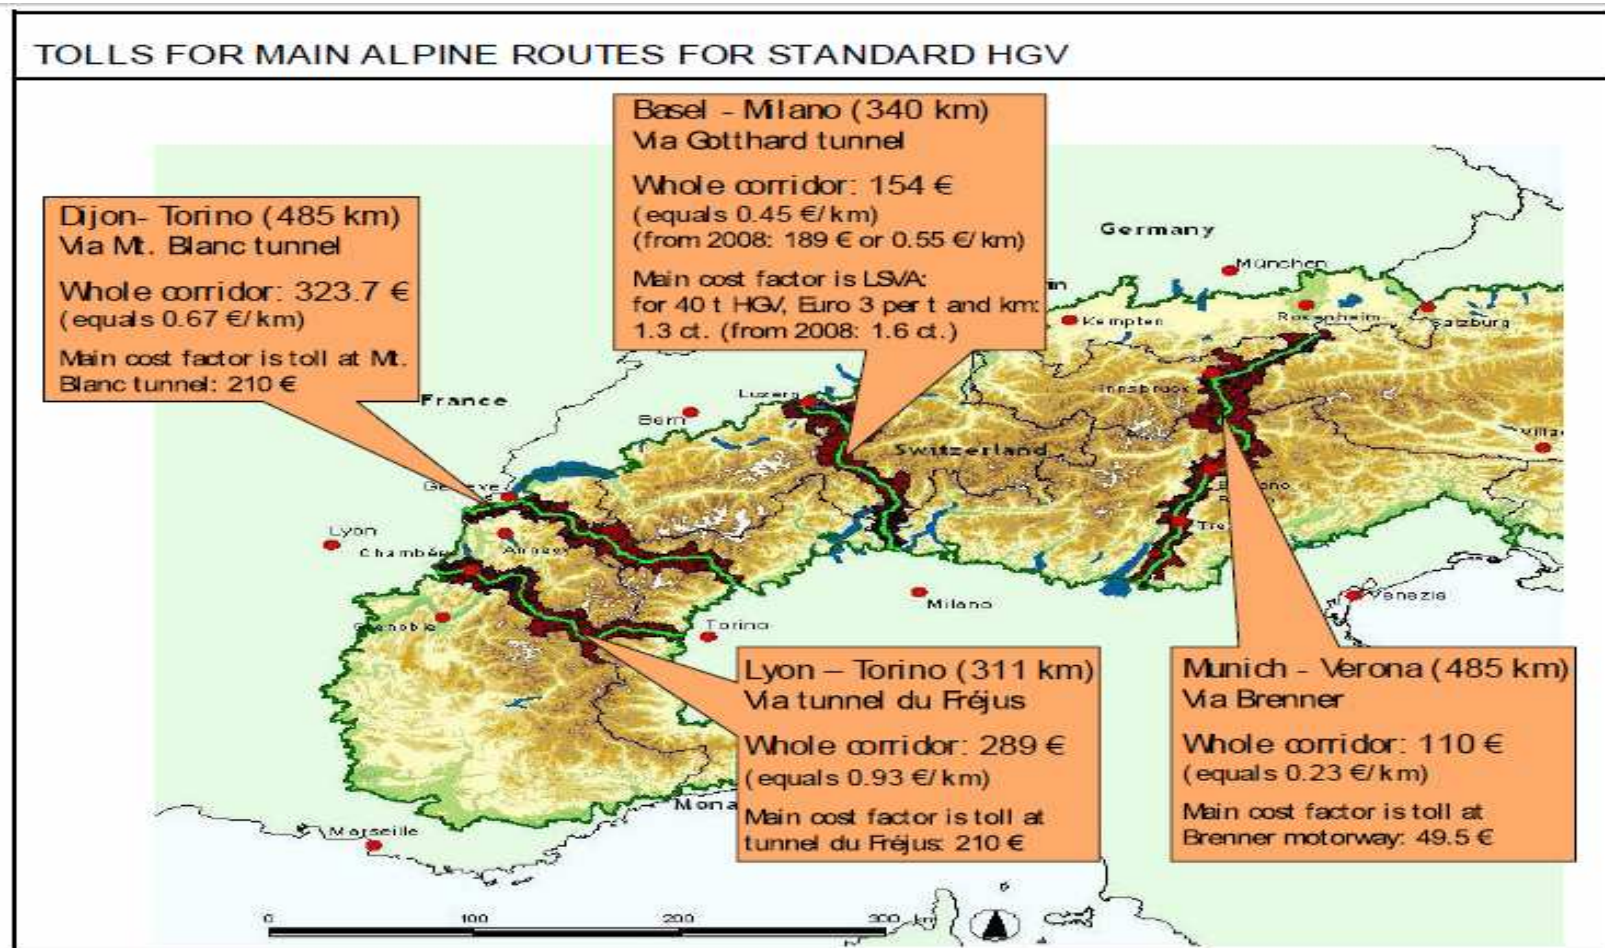 TOLLS FOR MAIN ALPINE ROUTES FOR STANDARD HGV
Basel - Milano (340 km)
Via Gotthard tunnel
Whole corridor: 154 €
(equals 0.45 €/km)
(from 2008: 189 € or 0.55 €/km)
Main cost factor is LSVA:
for 40 t HGV, Euro 3 per t and km:
1.3 ct. (from 2008: 1.6 ct.)
Dijon- Torino (485 km)
Via Mt. Blanc tunnel
Whole corridor: 323.7 €
(equals 0.67 €/km)
Main cost factor is toll at Mt.
Blanc tunnel: 210 €
Germany
München
Kempten
Rosenheim
Salzburg
Innsbruck
France
Luzern
Bern
Switzerland
Genève
Lyon
Annecy
Grenoble
Torino
Milano
Venezia
Marseille
Lyon – Torino (311 km)
Via tunnel du Fréjus
Whole corridor: 289 €
(equals 0.93 €/km)
Main cost factor is toll at
tunnel du Fréjus: 210 €
Munich - Verona (485 km)
Via Brenner
Whole corridor: 110 €
(equals 0.23 €/km)
Main cost factor is toll at
Brenner motorway: 49.5 €
0 100 200 300 km